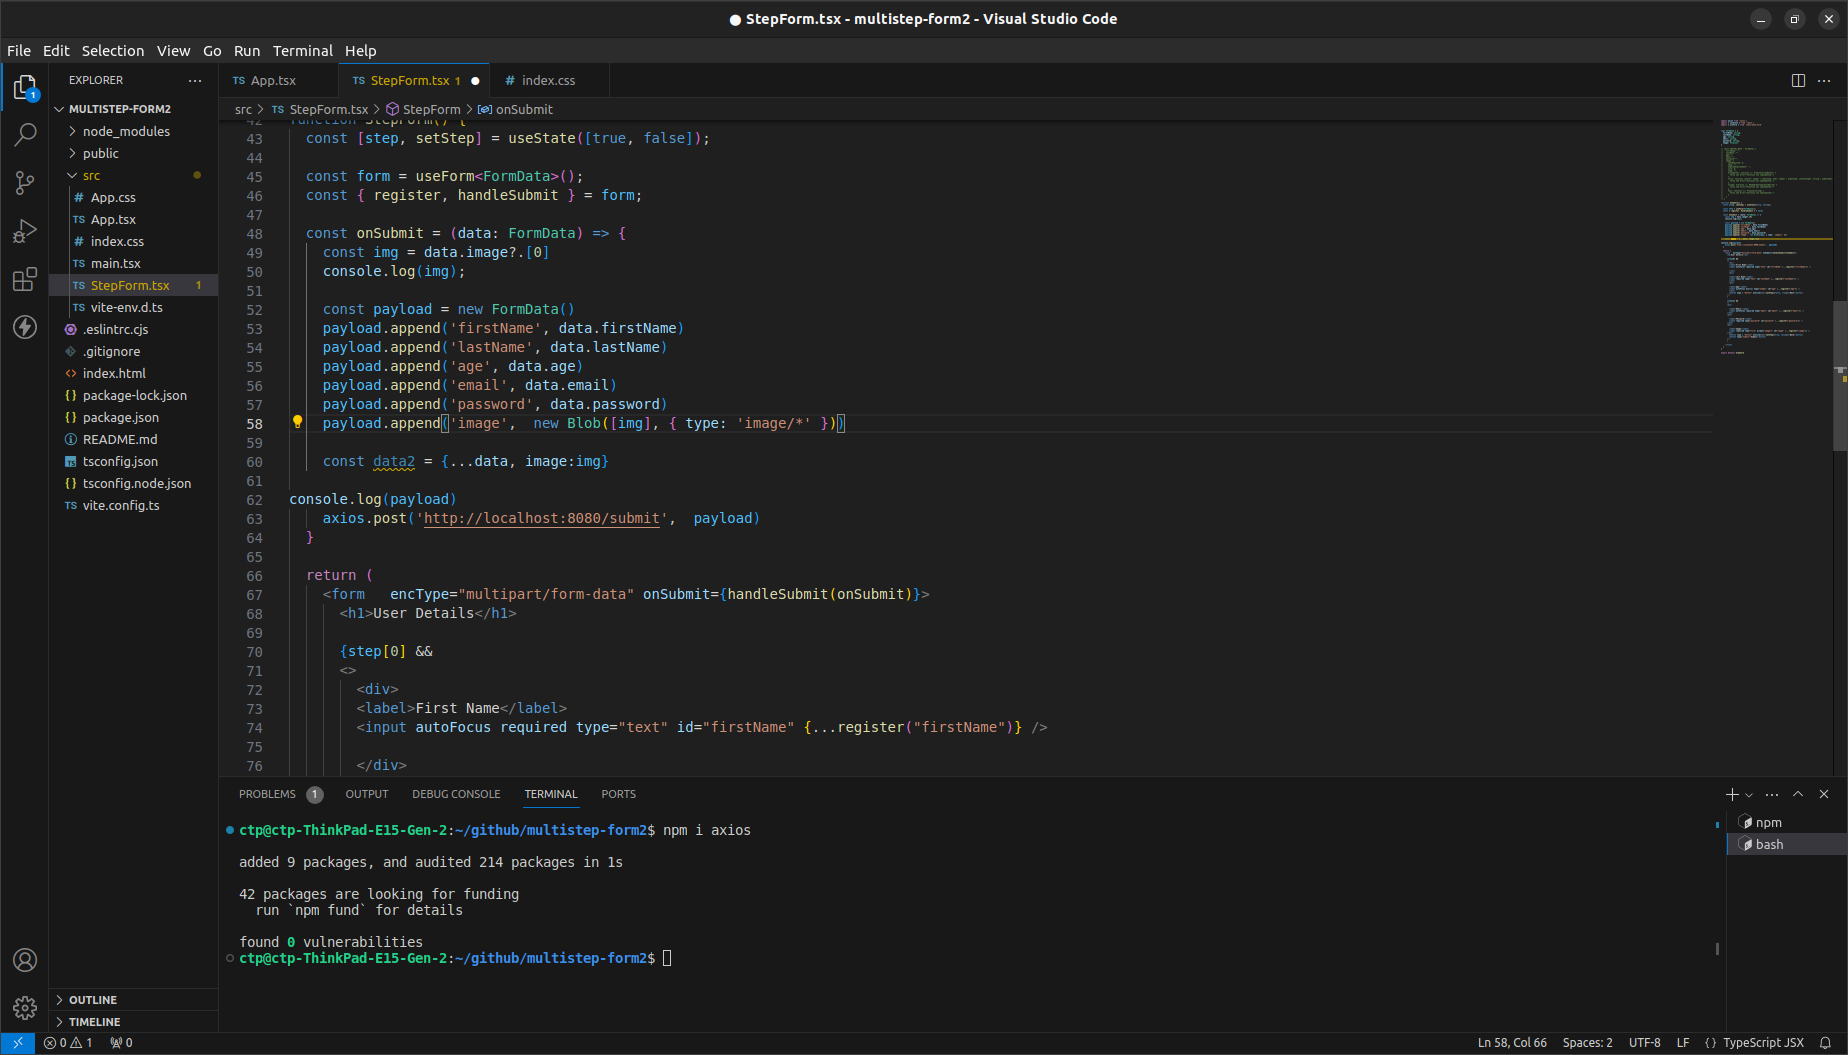 ● StepForm.tsx - multistep-form2 - Visual Studio Code
File Edit Selection View Go Run Terminal Help
EXPLORER
MULTISTEP-FORM2
node_modules
public
src
# App.css
TS App.tsx
# index.css
TS main.tsx
TS StepForm.tsx 1
TS vite-env.d.ts
.eslintrc.cjs
.gitignore
<> index.html
{} package-lock.json
{} package.json
README.md
tsconfig.json
{} tsconfig.node.json
TS vite.config.ts
OUTLINE
TIMELINE
TS App.tsx
TS StepForm.tsx 1 ●
# index.css
src > TS StepForm.tsx > StepForm > onSubmit
42 function StepForm() {
43 const [step, setStep] = useState([true, false]);
44
45 const form = useForm<FormData>();
46 const { register, handleSubmit } = form;
47
48 const onSubmit = (data: FormData) => {
49 const img = data.image?.[0]
50 console.log(img);
51
52 const payload = new FormData()
53 payload.append('firstName', data.firstName)
54 payload.append('lastName', data.lastName)
55 payload.append('age', data.age)
56 payload.append('email', data.email)
57 payload.append('password', data.password)
58 payload.append('image',  new Blob([img], { type: 'image/*' }))
59
60 const data2 = {...data, image:img}
61
62 console.log(payload)
63 axios.post('http://localhost:8080/submit',  payload)
64 }
65
66 return (
67 <form   encType="multipart/form-data" onSubmit={handleSubmit(onSubmit)}>
68 <h1>User Details</h1>
69
70 {step[0] &&
71 <>
72 <div>
73 <label>First Name</label>
74 <input autoFocus required type="text" id="firstName" {...register("firstName")} />
75
76 </div>
PROBLEMS 1 OUTPUT DEBUG CONSOLE TERMINAL PORTS
ctp@ctp-ThinkPad-E15-Gen-2:~/github/multistep-form2$ npm i axios
added 9 packages, and audited 214 packages in 1s
42 packages are looking for funding
run `npm fund` for details
found 0 vulnerabilities
ctp@ctp-ThinkPad-E15-Gen-2:~/github/multistep-form2$
npm
bash
0 1 0 Ln 58, Col 66 Spaces: 2 UTF-8 LF {} TypeScript JSX